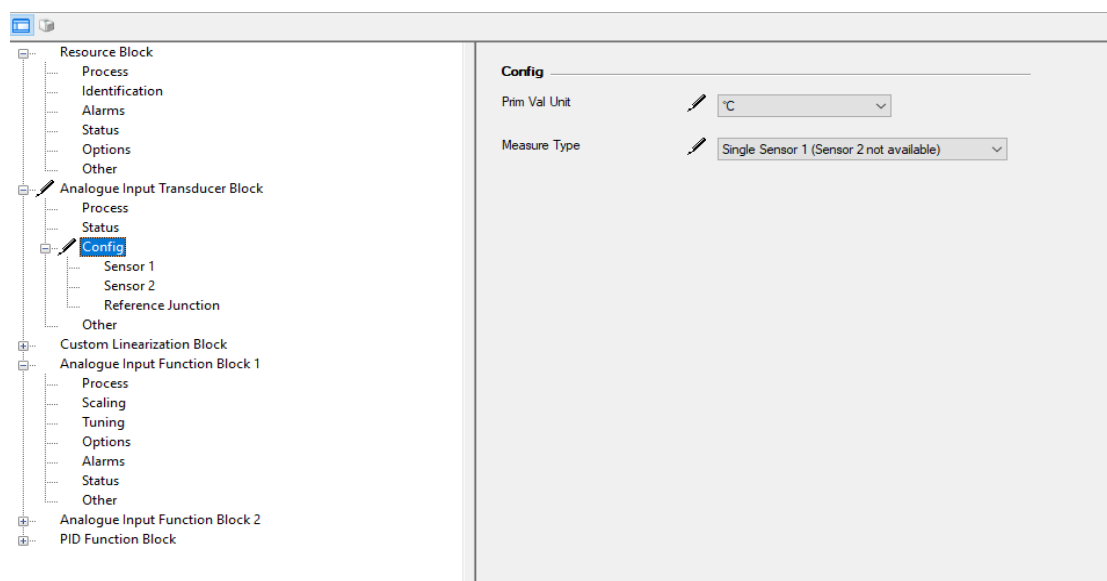 Resource Block
Process
Identification
Alarms
Status
Options
Other
Analogue Input Transducer Block
Process
Status
Config
Sensor 1
Sensor 2
Reference Junction
Other
Custom Linearization Block
Analogue Input Function Block 1
Process
Scaling
Tuning
Options
Alarms
Status
Other
Analogue Input Function Block 2
PID Function Block
Config
Prim Val Unit °C
Measure Type Single Sensor 1 (Sensor 2 not available)